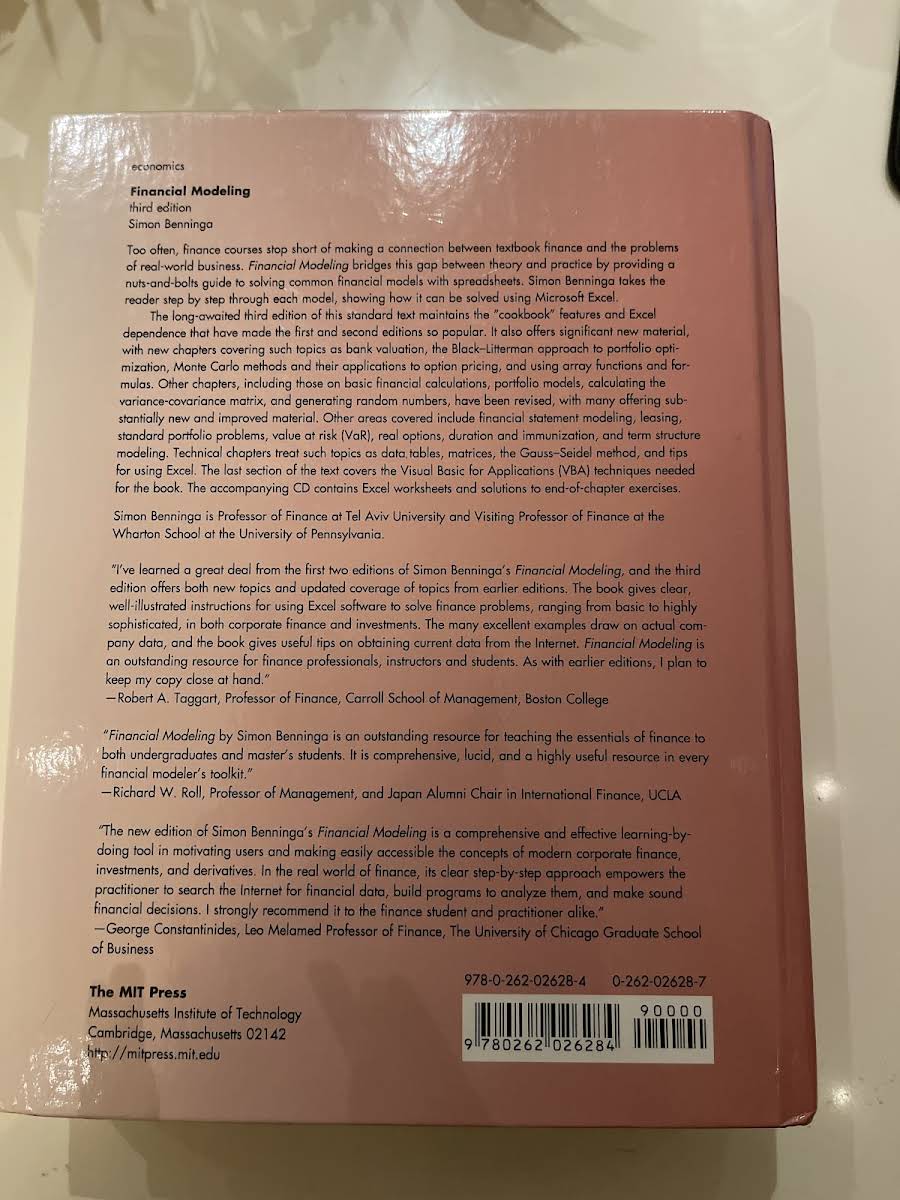 economics
Financial Modeling
third edition
Simon Benninga
Too often, finance courses stop short of making a connection between textbook finance and the problems
of real-world business. Financial Modeling bridges this gap between theory and practice by providing a
nuts-and-bolts guide to solving common financial models with spreadsheets. Simon Benninga takes the
reader step by step through each model, showing how it can be solved using Microsoft Excel.
The long-awaited third edition of this standard text maintains the "cookbook" features and Excel
dependence that have made the first and second editions so popular. It also offers significant new material,
with new chapters covering such topics as bank valuation, the Black–Litterman approach to portfolio opti-
mization, Monte Carlo methods and their applications to option pricing, and using array functions and for-
mulas. Other chapters, including those on basic financial calculations, portfolio models, calculating the
variance-covariance matrix, and generating random numbers, have been revised, with many offering sub-
stantially new and improved material. Other areas covered include financial statement modeling, leasing,
standard portfolio problems, value at risk (VaR), real options, duration and immunization, and term structure
modeling. Technical chapters treat such topics as data tables, matrices, the Gauss–Seidel method, and tips
for using Excel. The last section of the text covers the Visual Basic for Applications (VBA) techniques needed
for the book. The accompanying CD contains Excel worksheets and solutions to end-of-chapter exercises.
Simon Benninga is Professor of Finance at Tel Aviv University and Visiting Professor of Finance at the
Wharton School at the University of Pennsylvania.
"I've learned a great deal from the first two editions of Simon Benninga's Financial Modeling, and the third
edition offers both new topics and updated coverage of topics from earlier editions. The book gives clear,
well-illustrated instructions for using Excel software to solve finance problems, ranging from basic to highly
sophisticated, in both corporate finance and investments. The many excellent examples draw on actual com-
pany data, and the book gives useful tips on obtaining current data from the Internet. Financial Modeling is
an outstanding resource for finance professionals, instructors and students. As with earlier editions, I plan to
keep my copy close at hand."
—Robert A. Taggart, Professor of Finance, Carroll School of Management, Boston College
"Financial Modeling by Simon Benninga is an outstanding resource for teaching the essentials of finance to
both undergraduates and master's students. It is comprehensive, lucid, and a highly useful resource in every
financial modeler's toolkit."
—Richard W. Roll, Professor of Management, and Japan Alumni Chair in International Finance, UCLA
"The new edition of Simon Benninga's Financial Modeling is a comprehensive and effective learning-by-
doing tool in motivating users and making easily accessible the concepts of modern corporate finance,
investments, and derivatives. In the real world of finance, its clear step-by-step approach empowers the
practitioner to search the Internet for financial data, build programs to analyze them, and make sound
financial decisions. I strongly recommend it to the finance student and practitioner alike."
—George Constantinides, Leo Melamed Professor of Finance, The University of Chicago Graduate School
of Business
The MIT Press
Massachusetts Institute of Technology
Cambridge, Massachusetts 02142
http://mitpress.mit.edu
978-0-262-02628-4 0-262-02628-7
90000
9 780262 026284